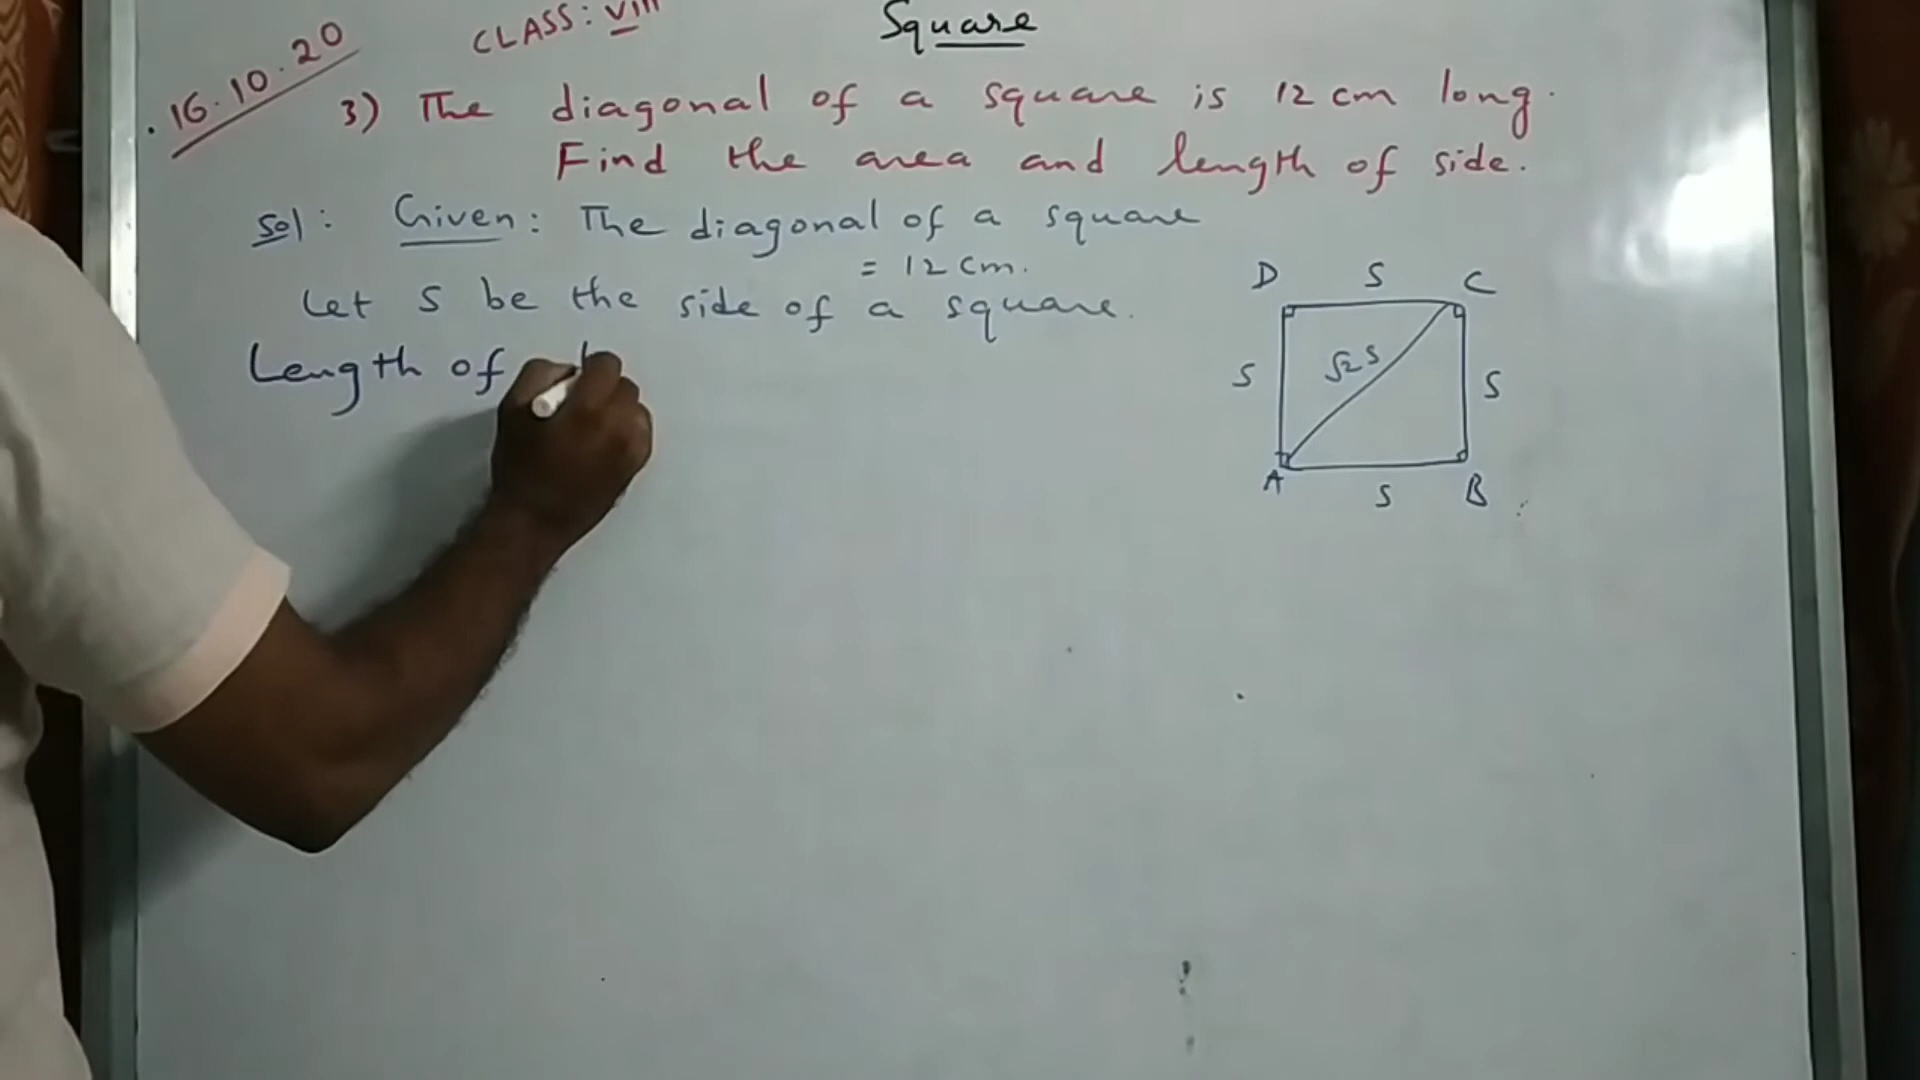 Square
CLASS: VIII
16.10.20
3) The diagonal of a square is 12 cm long.
Find the area and length of side.
Sol: Given: The diagonal of a square
= 12 cm.
Let S be the side of a square.
Length of
D S C
S √2 S S
A S B